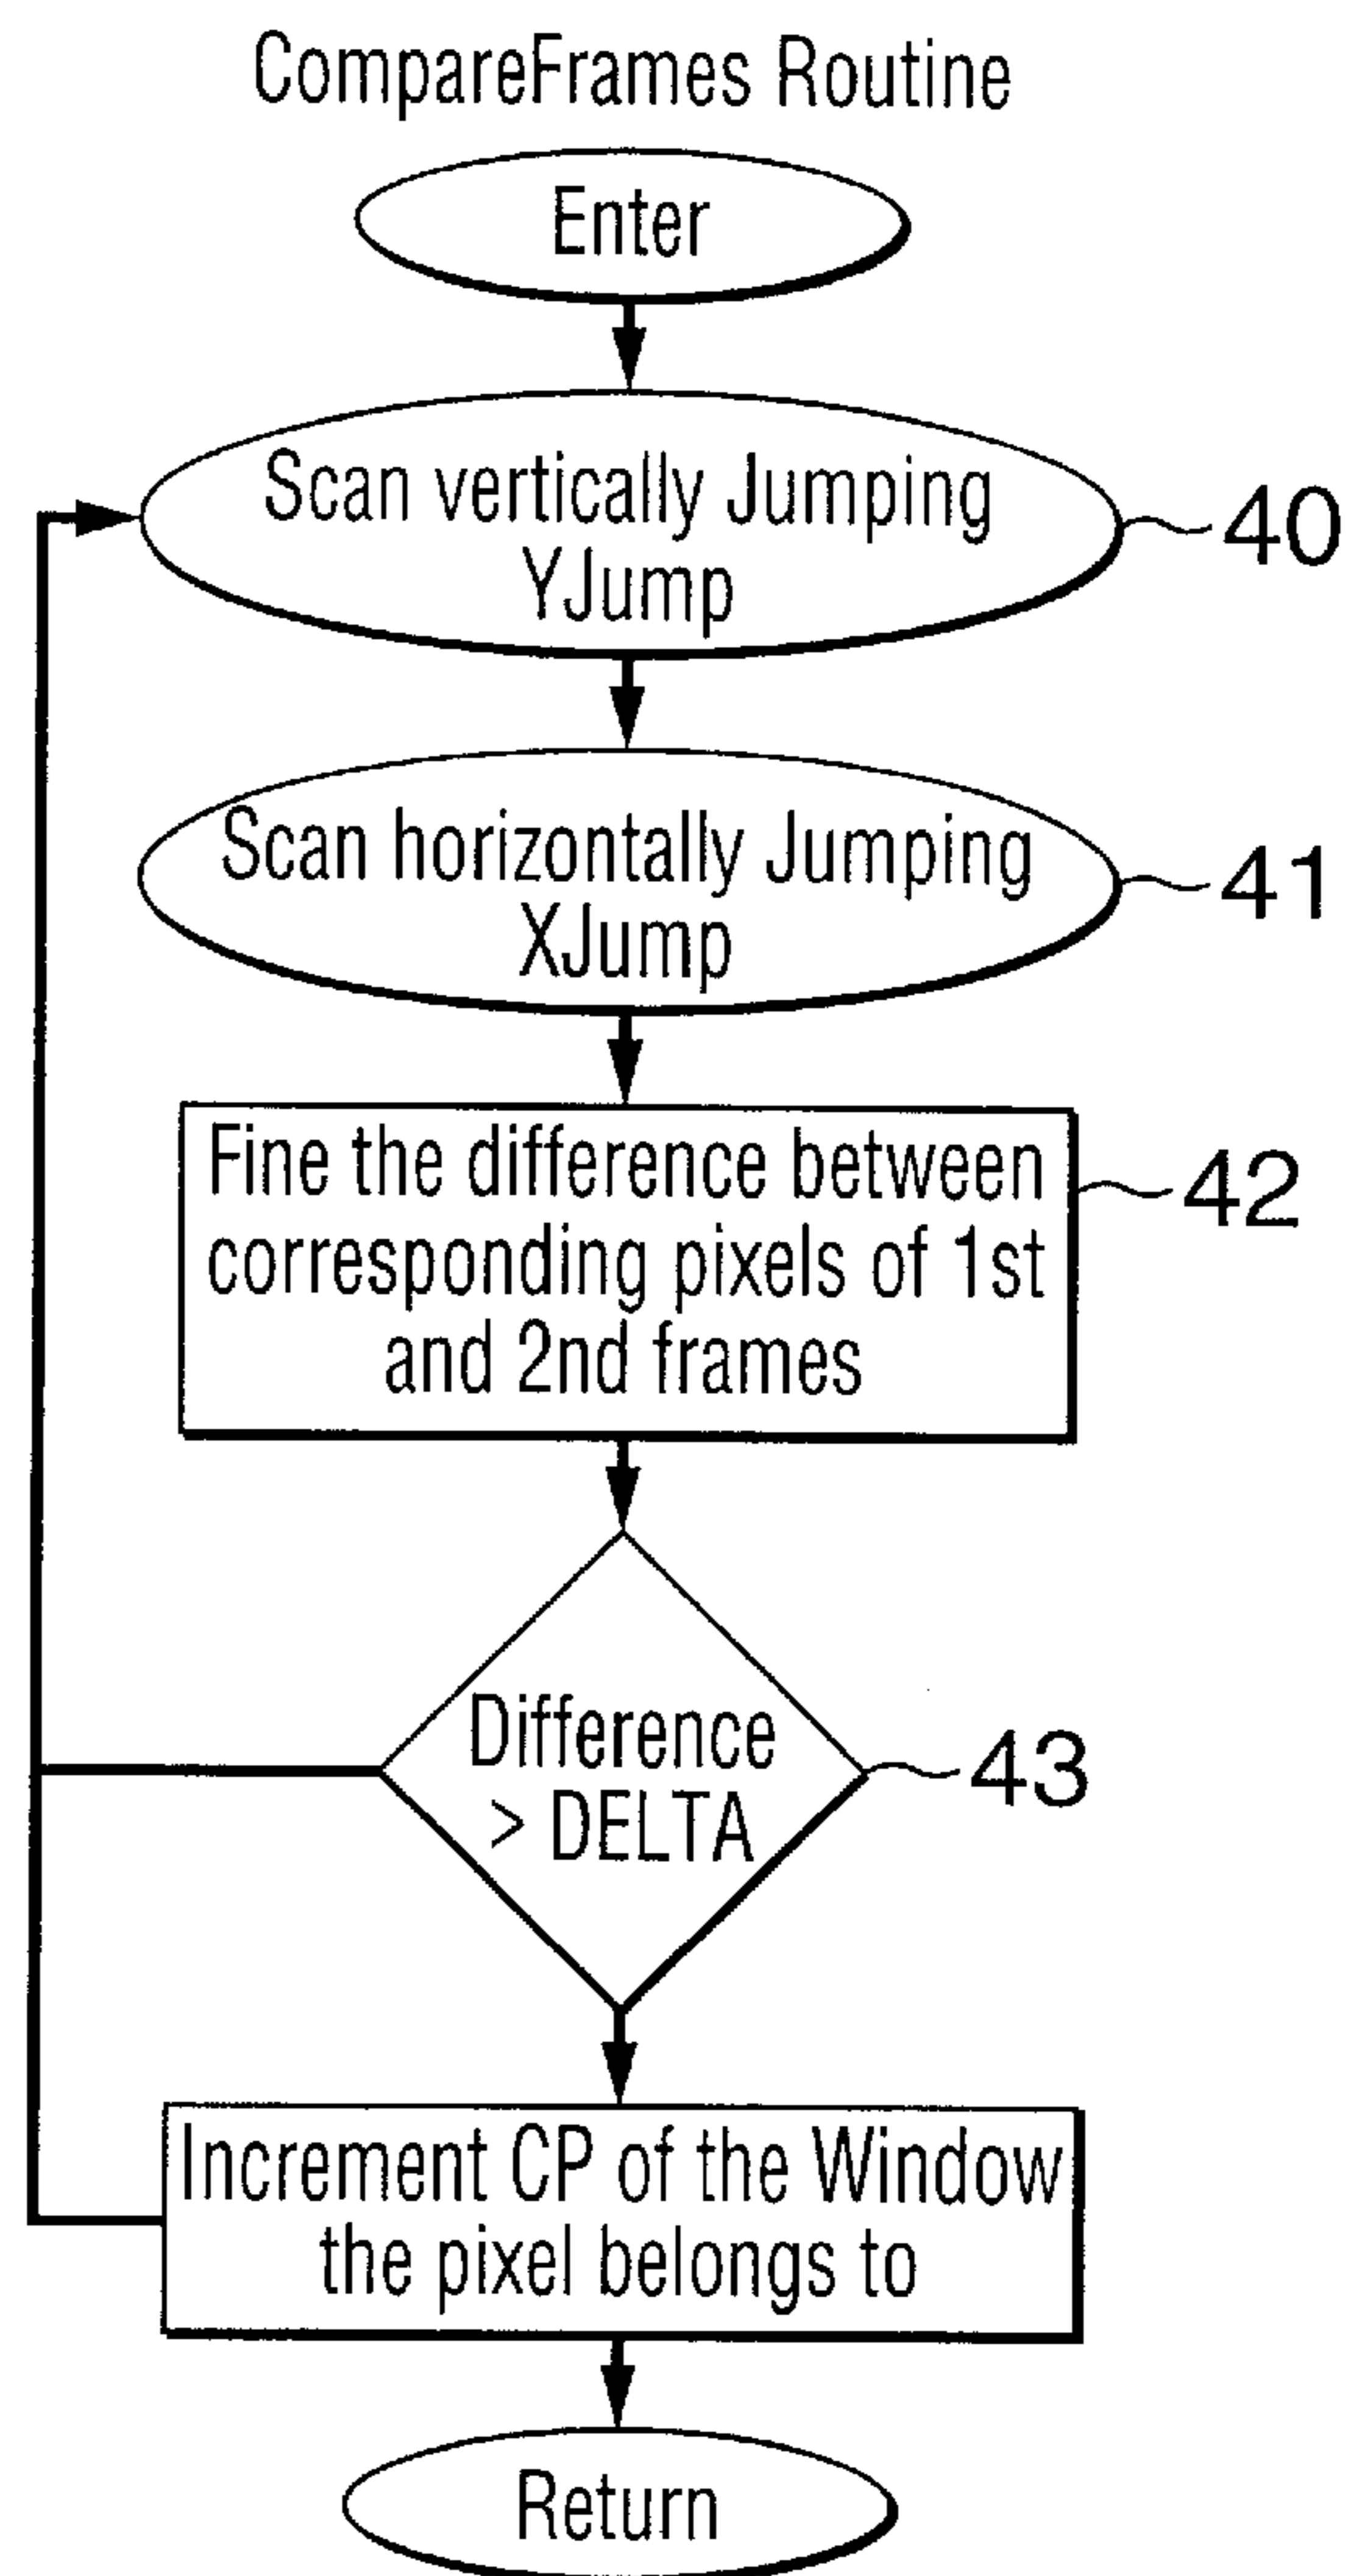 CompareFrames Routine
Enter
Scan vertically Jumping
YJump
40
Scan horizontally Jumping
XJump
41
Fine the difference between
corresponding pixels of 1st
and 2nd frames
42
Difference
> DELTA
43
Increment CP of the Window
the pixel belongs to
Return